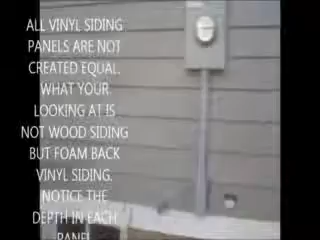 ALL VINYL SIDING
PANELS ARE NOT
CREATED EQUAL.
WHAT YOUR
LOOKING AT IS
NOT WOOD SIDING
BUT FOAM BACK
VINYL SIDING.
NOTICE THE
DEPTH IN EACH
PANEL